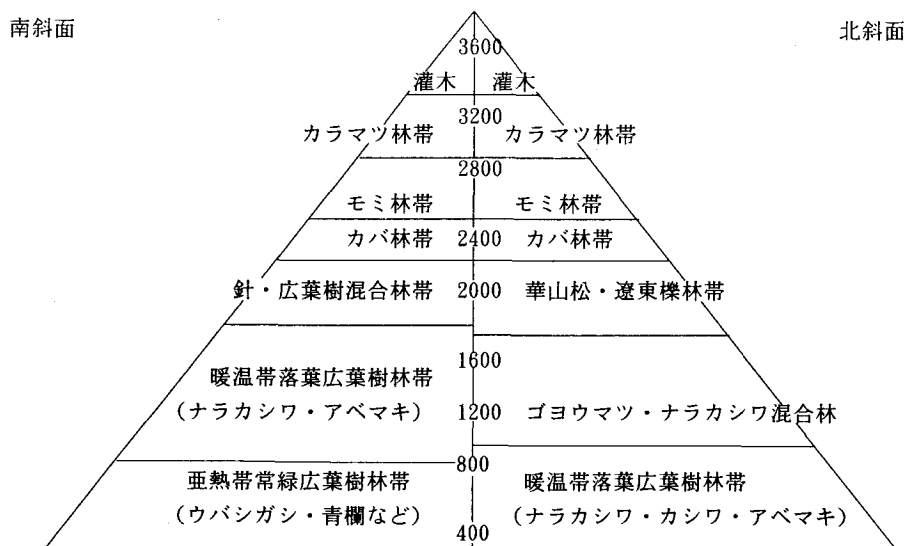 南斜面
北斜面
3600
灌木 灌木
3200
カラマツ林帯 カラマツ林帯
2800
モミ林帯 モミ林帯
カバ林帯 2400 カバ林帯
針・広葉樹混合林帯 2000 華山松・遼東櫟林帯
1600
暖温帯落葉広葉樹林帯
(ナラカシワ・アベマキ) 1200 ゴヨウマツ・ナラカシワ混合林
800
亜熱帯常緑広葉樹林帯 暖温帯落葉広葉樹林帯
(ウバシガシ・青欄など) (ナラカシワ・カシワ・アベマキ)
400